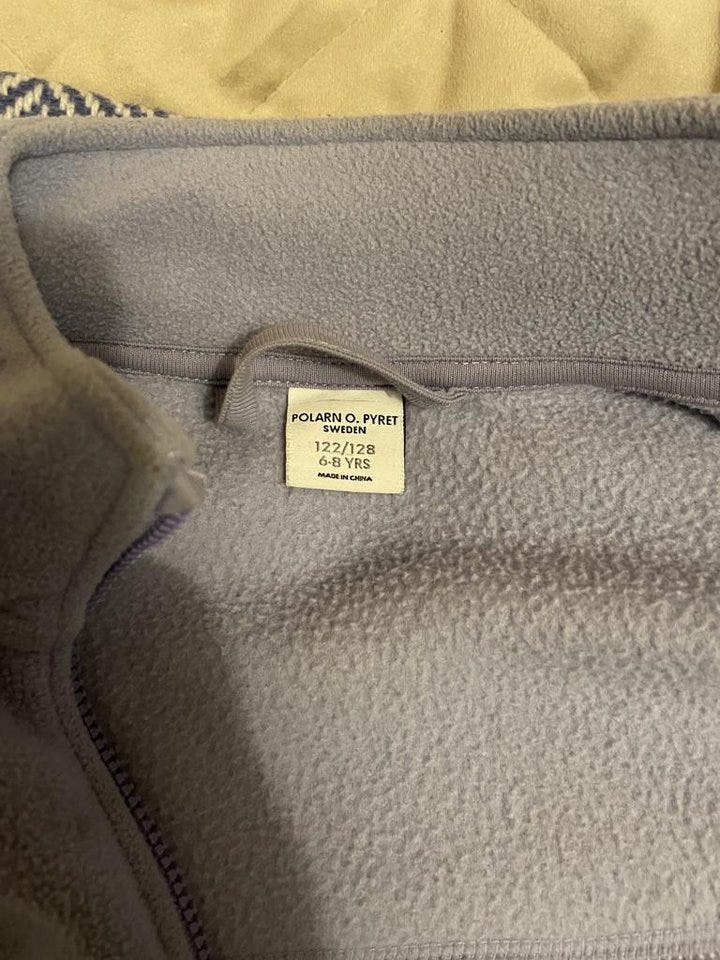 POLARN O. PYRET
SWEDEN
122/128
6-8 YRS
MADE IN CHINA